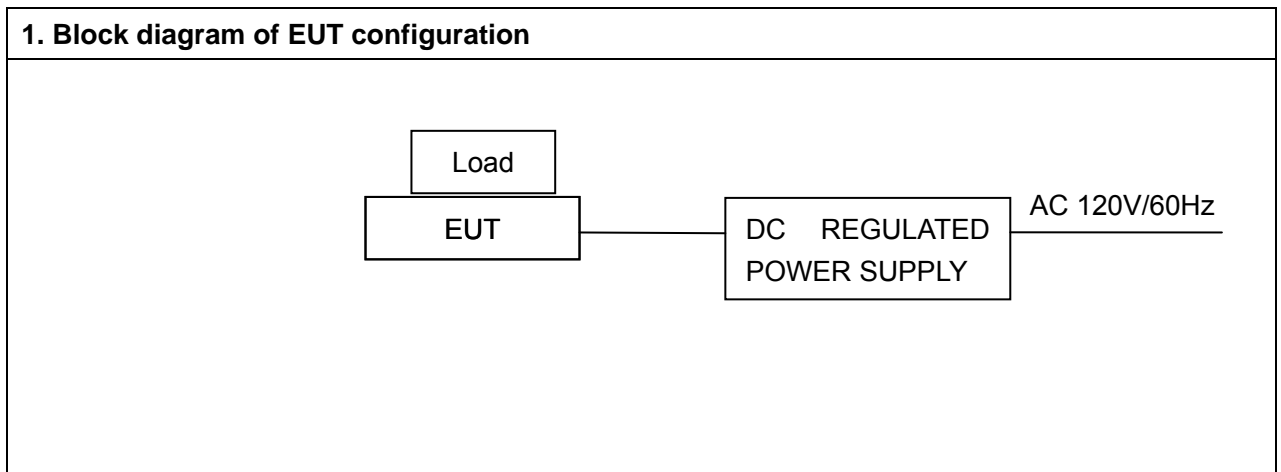 1. Block diagram of EUT configuration
Load
EUT
AC 120V/60Hz
DC REGULATED
POWER SUPPLY